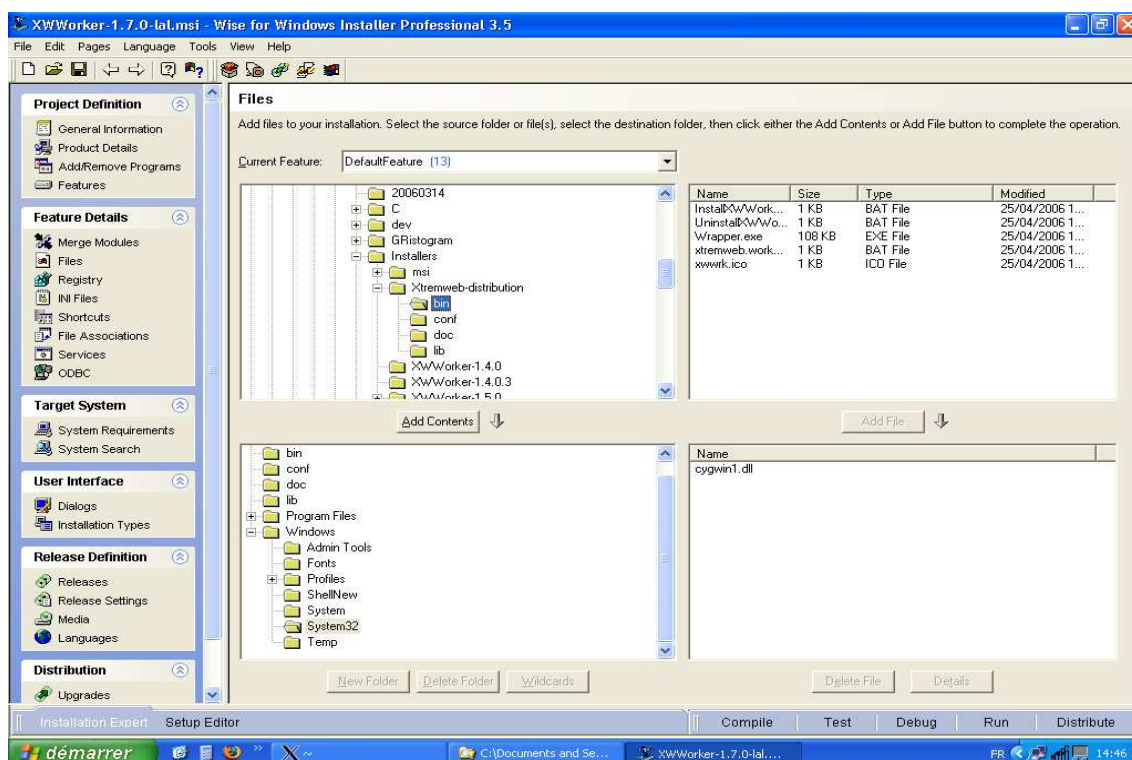 XWWorker-1.7.0-lal.msi - Wise for Windows Installer Professional 3.5
File Edit Pages Language Tools View Help
Project Definition
General Information
Product Details
Add/Remove Programs
Features
Feature Details
Merge Modules
Files
Registry
INI Files
Shortcuts
File Associations
Services
ODBC
Target System
System Requirements
System Search
User Interface
Dialogs
Installation Types
Release Definition
Releases
Release Settings
Media
Languages
Distribution
Upgrades
Files
Add files to your installation. Select the source folder or file(s), select the destination folder, then click either the Add Contents or Add File button to complete the operation.
Current Feature: DefaultFeature (13)
20060314
C
dev
GRistogram
Installers
msi
Xtremweb-distribution
bin
conf
doc
lib
XWWorker-1.4.0
XWWorker-1.4.0.3
XWWorker-1.5.0
Name Size Type Modified
InstallXWWork... 1 KB BAT File 25/04/2006 1...
UninstallXWWo... 1 KB BAT File 25/04/2006 1...
Wrapper.exe 108 KB EXE File 25/04/2006 1...
xtremweb.work... 1 KB BAT File 25/04/2006 1...
xwwrk.ico 1 KB ICO File 25/04/2006 1...
Add Contents
Add File
bin
conf
doc
lib
Program Files
Windows
Admin Tools
Fonts
Profiles
ShellNew
System
System32
Temp
Name
cygwin1.dll
New Folder Delete Folder Wildcards
Delete File Details
Installation Expert Setup Editor
Compile Test Debug Run Distribute
démarrer » ~ C:\Documents and Se... XWWorker-1.7.0-lal.... FR 14:46